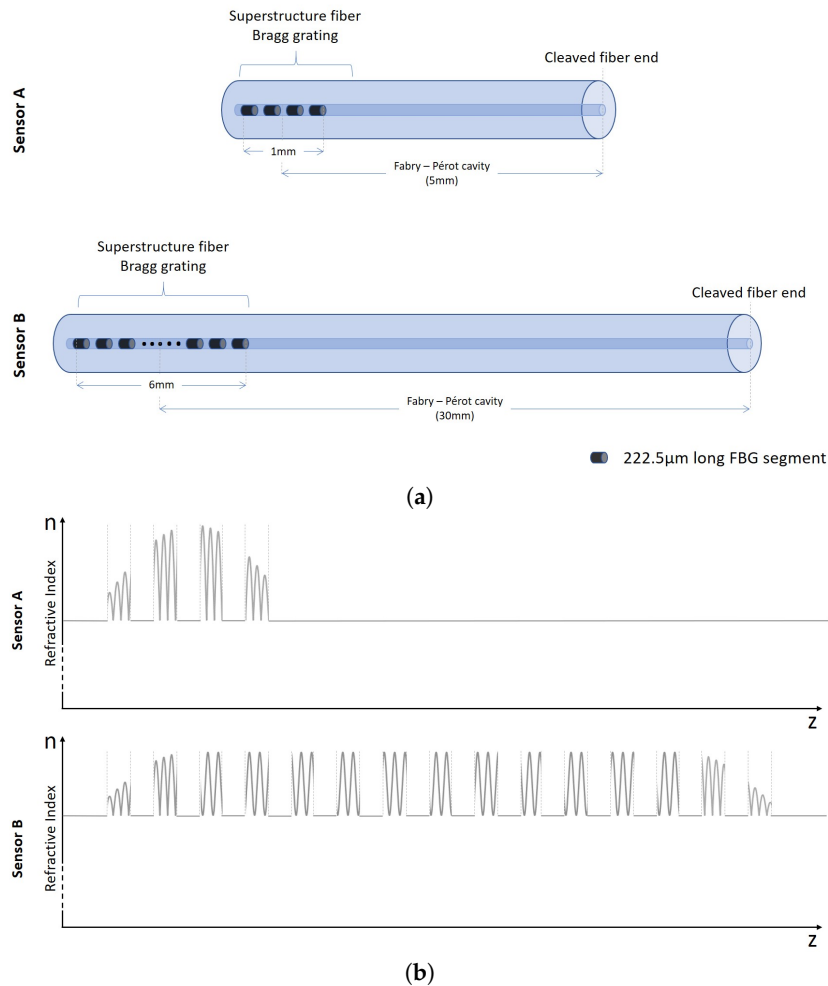 Superstructure fiber
Bragg grating
Cleaved fiber end
Sensor A
1mm
Fabry – Pérot cavity
(5mm)
Superstructure fiber
Bragg grating
Cleaved fiber end
Sensor B
6mm
Fabry – Pérot cavity
(30mm)
222.5μm long FBG segment
(a)
n
Sensor A
Refractive Index
z
n
Sensor B
Refractive Index
z
(b)